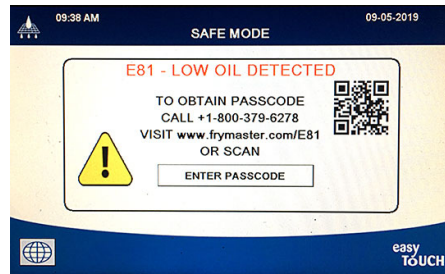 09:38 AM
09-05-2019
SAFE MODE
E81 - LOW OIL DETECTED
TO OBTAIN PASSCODE
CALL +1-800-379-6278
VISIT www.frymaster.com/E81
OR SCAN
ENTER PASSCODE
easy
TOUCH